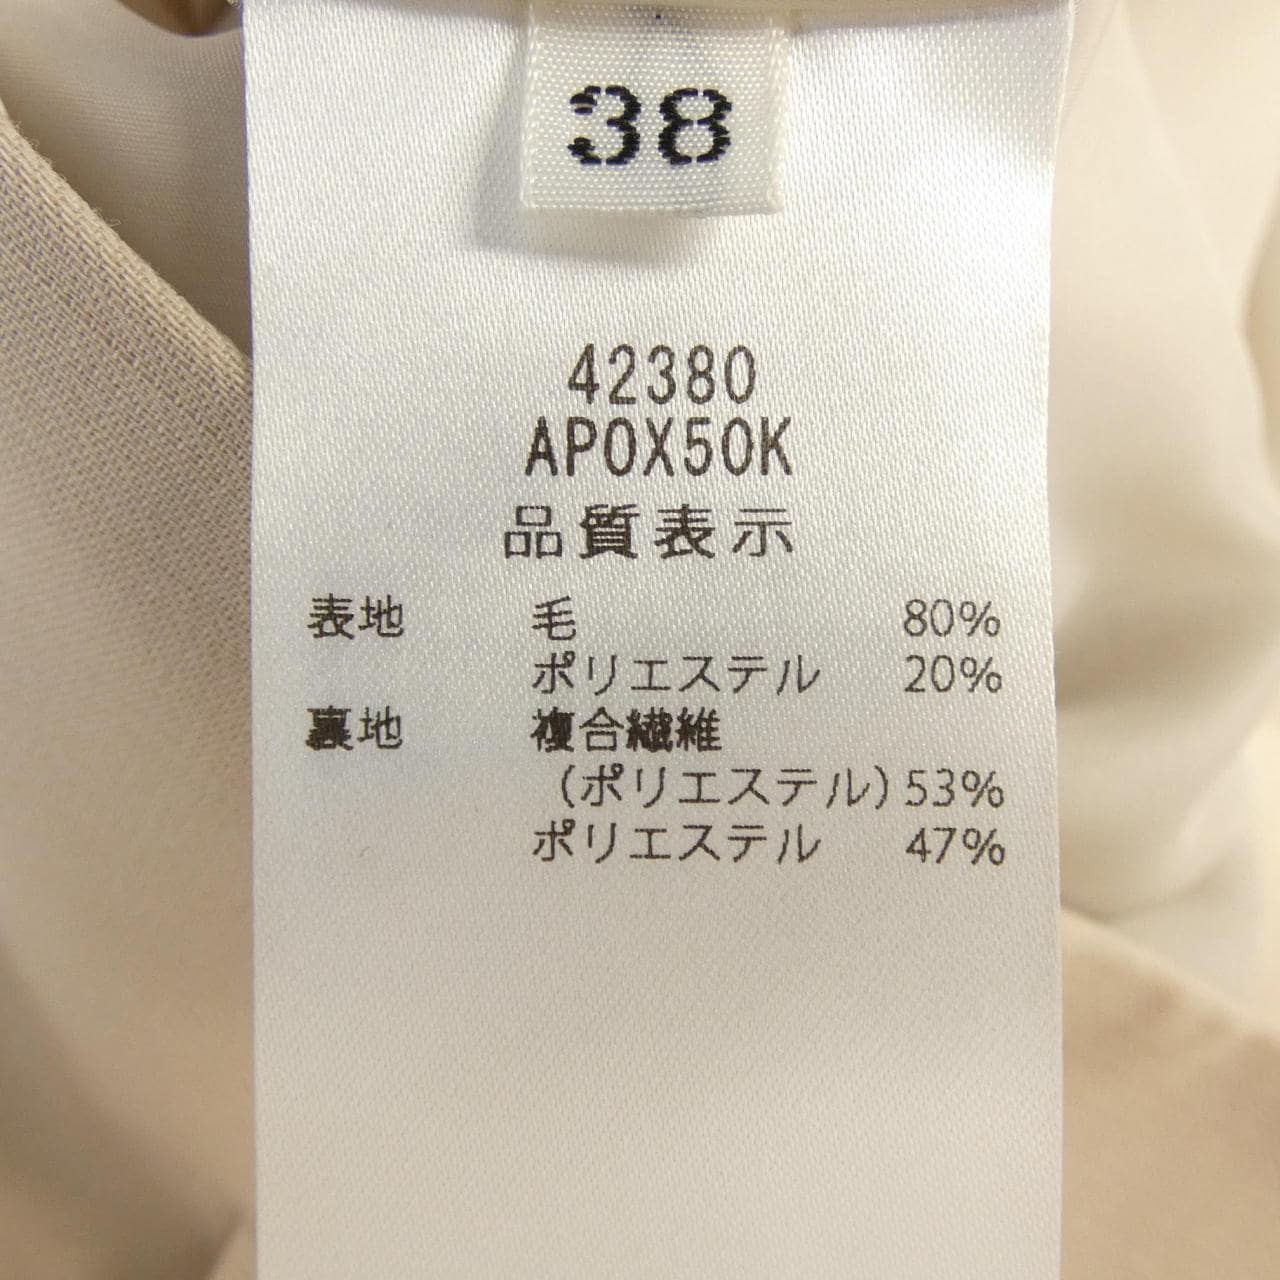 38
42380
APOX50K
品質表示
表地 毛 80%
ポリエステル 20%
裏地 複合繊維
(ポリエステル) 53%
ポリエステル 47%